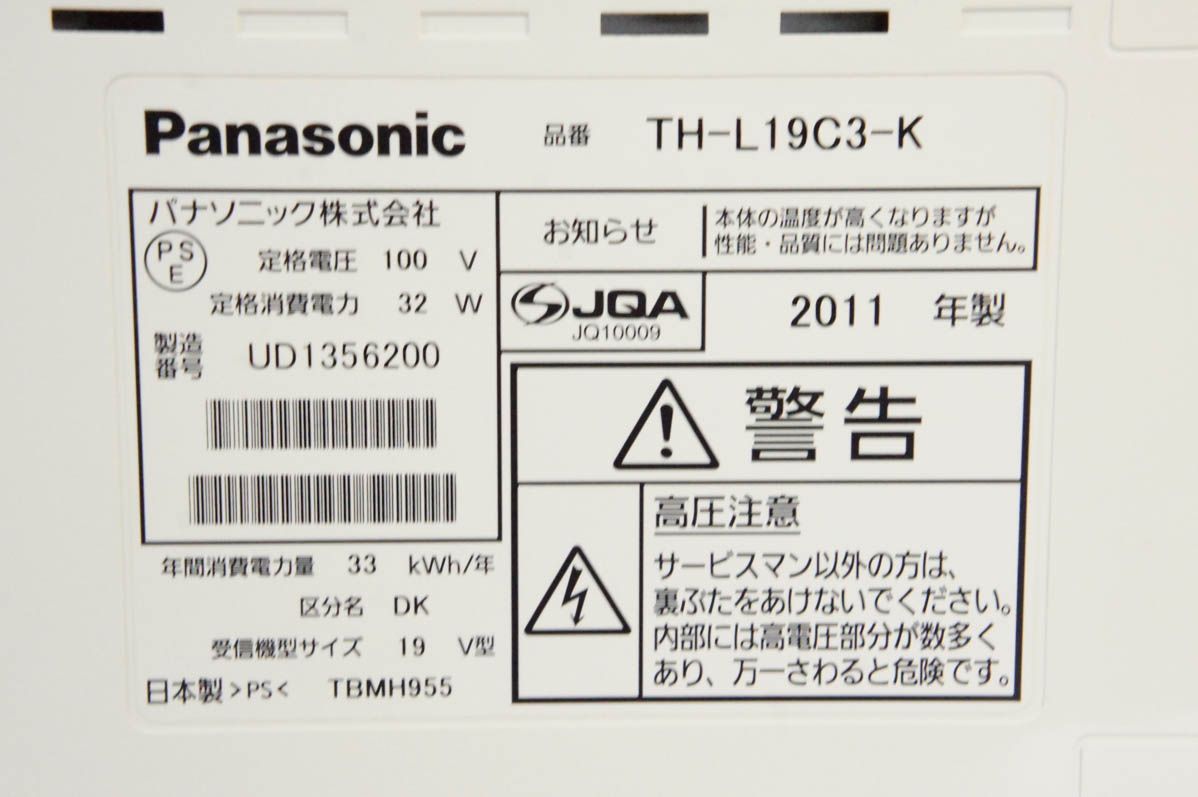 Panasonic 品番 TH-L19C3-K
パナソニック株式会社
PS
E
定格電圧 100 V
定格消費電力 32 W
製造
番号 UD1356200
年間消費電力量 33 kWh/年
区分名 DK
受信機型サイズ 19 V型
日本製 >PS< TBMH955
お知らせ
本体の温度が高くなりますが
性能・品質には問題ありません。
JQA
JQ10009
2011 年製
警告
高圧注意
サービスマン以外の方は、
裏ぶたをあけないでください。
内部には高電圧部分が数多く
あり、万一さわると危険です。